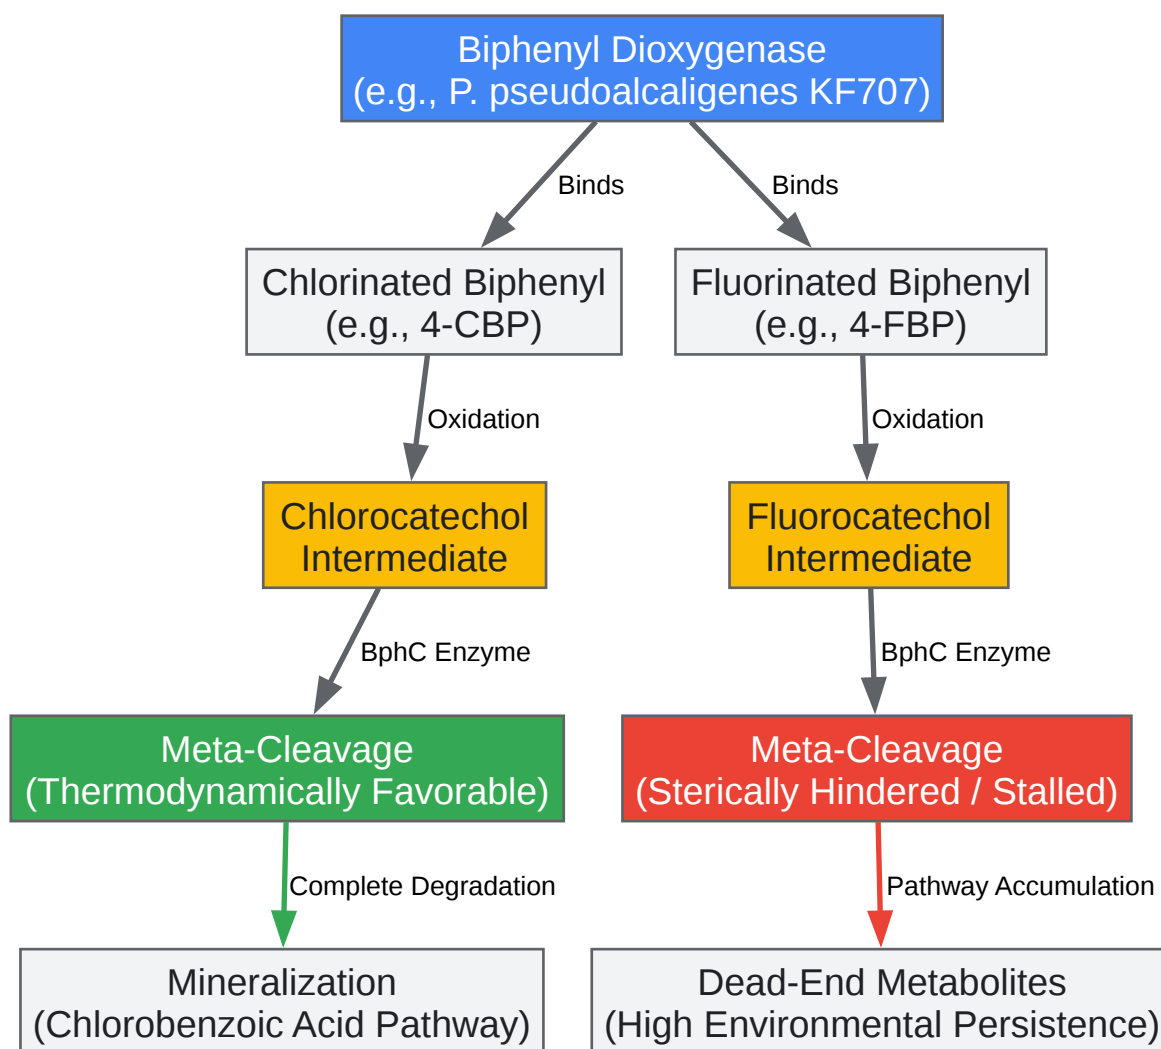 Biphenyl Dioxygenase
(e.g., P. pseudoalcaligenes KF707)
Binds
Binds
Chlorinated Biphenyl
(e.g., 4-CBP)
Fluorinated Biphenyl
(e.g., 4-FBP)
Oxidation
Oxidation
Chlorocatechol
Intermediate
Fluorocatechol
Intermediate
BphC Enzyme
BphC Enzyme
Meta-Cleavage
(Thermodynamically Favorable)
Meta-Cleavage
(Sterically Hindered / Stalled)
Complete Degradation
Pathway Accumulation
Mineralization
(Chlorobenzoic Acid Pathway)
Dead-End Metabolites
(High Environmental Persistence)